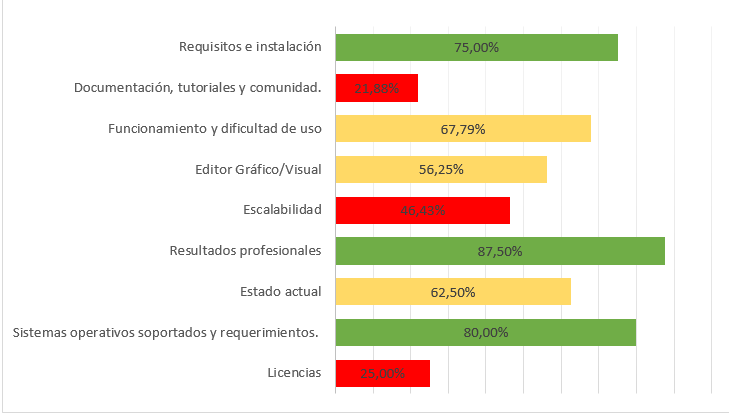 Requisitos e instalación 75,00%
Documentación, tutoriales y comunidad. 21,88%
Funcionamiento y dificultad de uso 67,79%
Editor Gráfico/Visual 56,25%
Escalabilidad 46,43%
Resultados profesionales 87,50%
Estado actual 62,50%
Sistemas operativos soportados y requerimientos. 80,00%
Licencias 25,00%